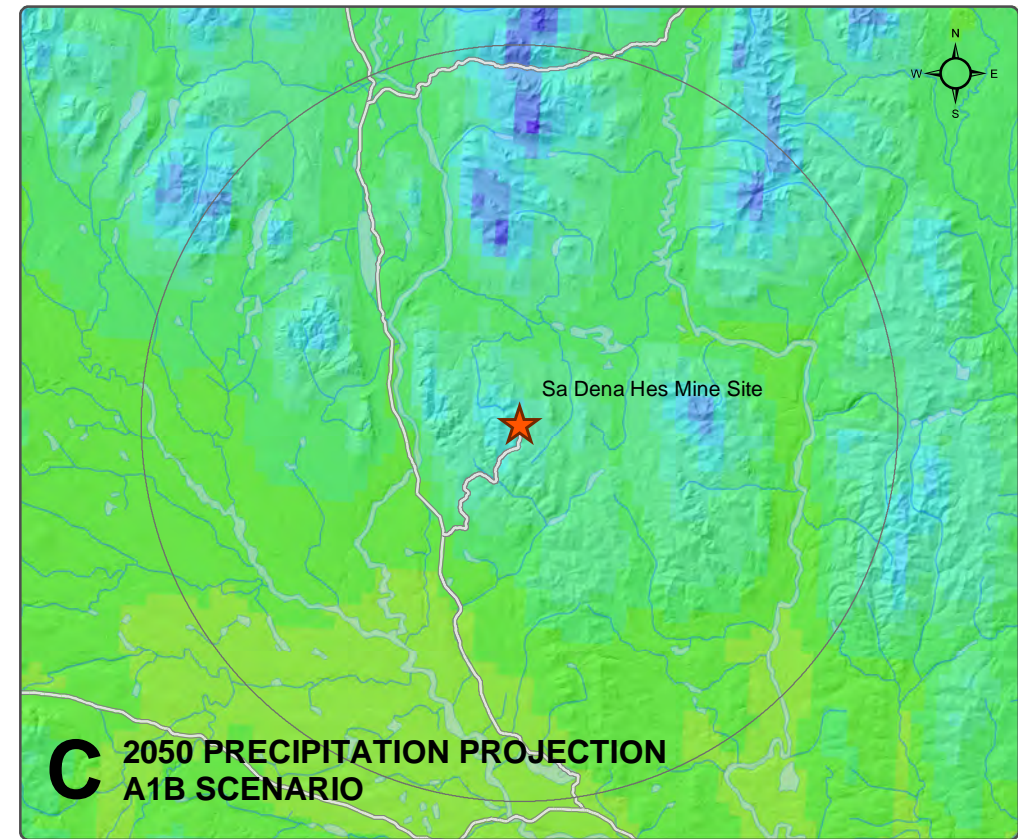 N
W E
S
Sa Dena Hes Mine Site
C 2050 PRECIPITATION PROJECTION
A1B SCENARIO